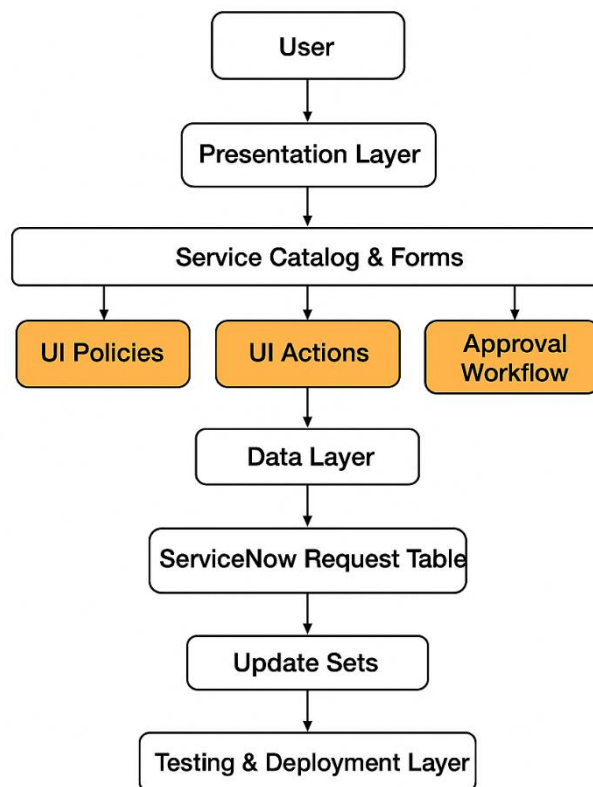 User
Presentation Layer
Service Catalog & Forms
UI Policies
UI Actions
Approval
Workflow
Data Layer
ServiceNow Request Table
Update Sets
Testing & Deployment Layer